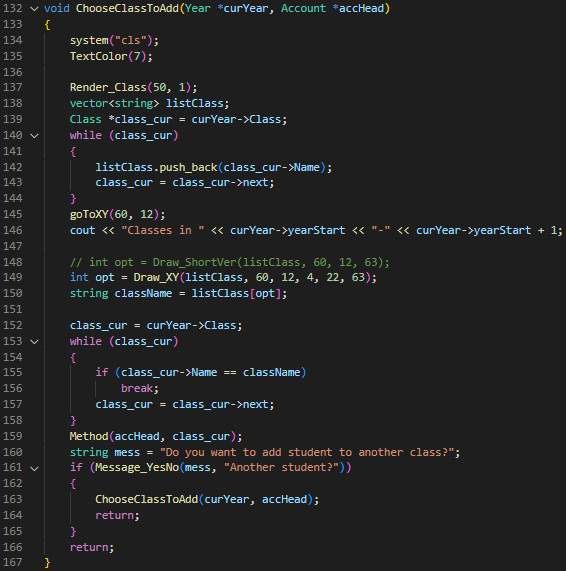 132 void ChooseClassToAdd(Year *curYear, Account *accHead)
133 {
134     system("cls");
135     TextColor(7);
136
137     Render_Class(50, 1);
138     vector<string> listClass;
139     Class *class_cur = curYear->Class;
140     while (class_cur)
141     {
142         listClass.push_back(class_cur->Name);
143         class_cur = class_cur->next;
144     }
145     goToXY(60, 12);
146     cout << "Classes in " << curYear->yearStart << "-" << curYear->yearStart + 1;
147
148     // int opt = Draw_ShortVer(listClass, 60, 12, 63);
149     int opt = Draw_XY(listClass, 60, 12, 4, 22, 63);
150     string className = listClass[opt];
151
152     class_cur = curYear->Class;
153     while (class_cur)
154     {
155         if (class_cur->Name == className)
156             break;
157         class_cur = class_cur->next;
158     }
159     Method(accHead, class_cur);
160     string mess = "Do you want to add student to another class?";
161     if (Message_YesNo(mess, "Another student?"))
162     {
163         ChooseClassToAdd(curYear, accHead);
164         return;
165     }
166     return;
167 }